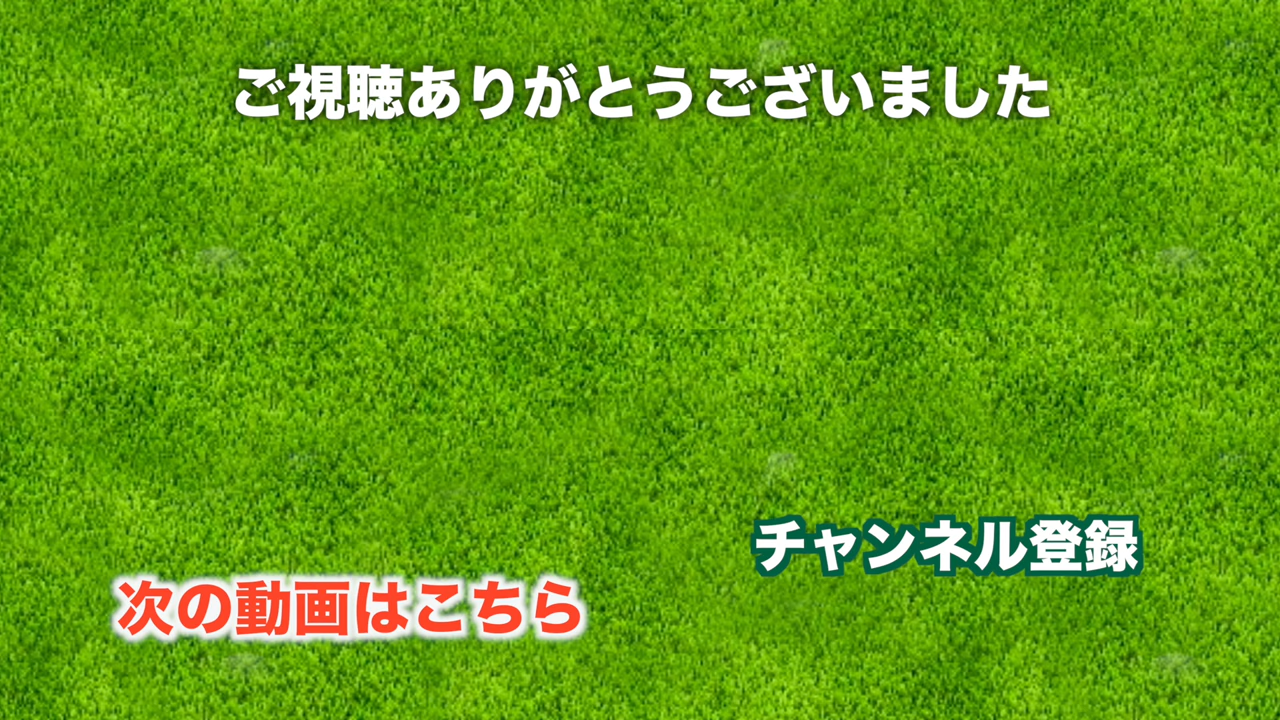 ご視聴ありがとうございました
チャンネル登録
次の動画はこちら